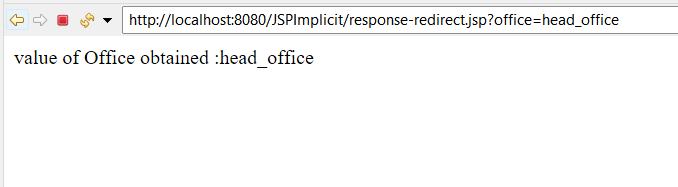 http://localhost:8080/JSPImplicit/response-redirect.jsp?office=head_office
value of Office obtained :head_office